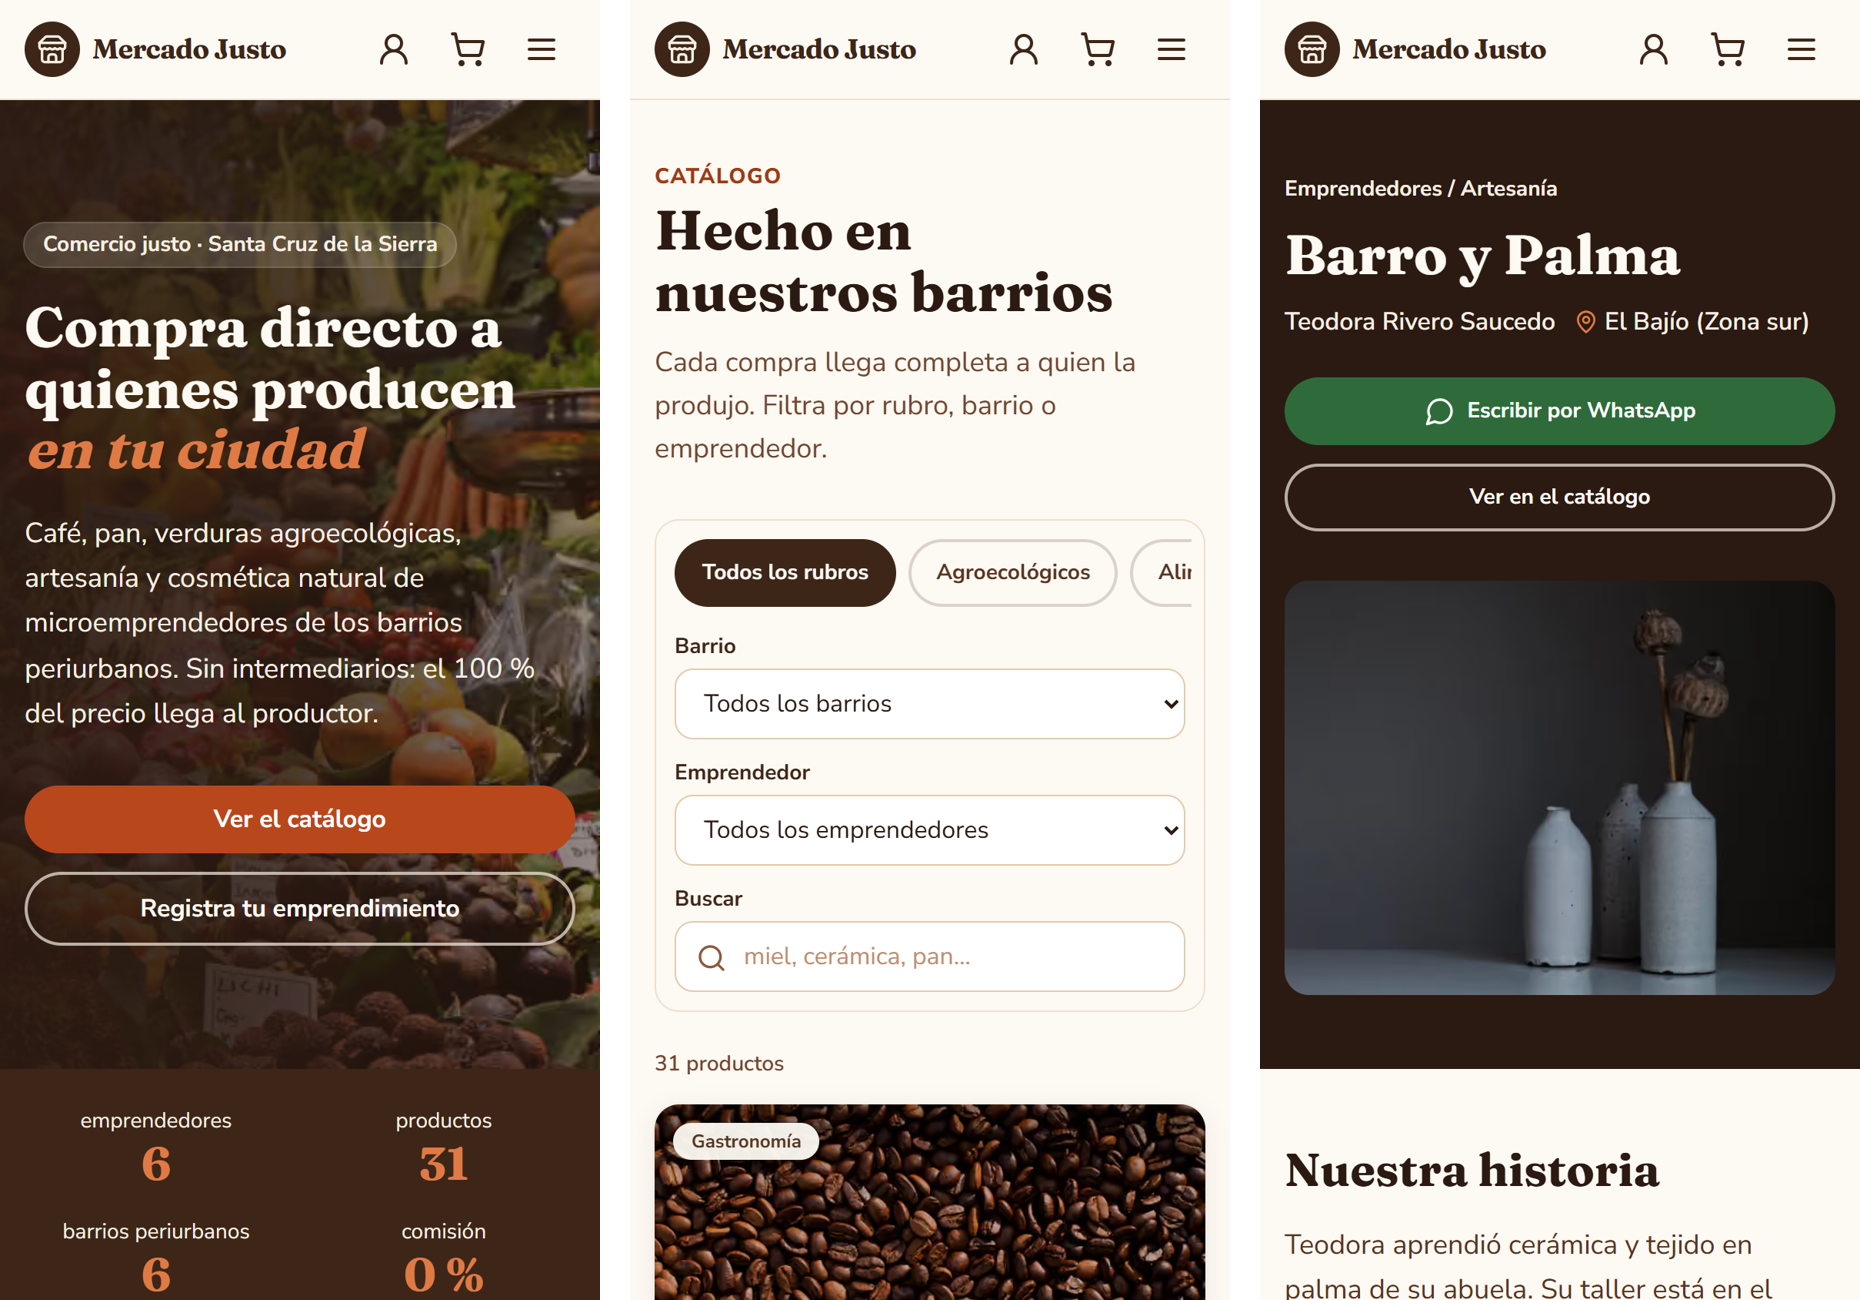 Mercado Justo
Comercio justo · Santa Cruz de la Sierra
Compra directo a
quienes producen
en tu ciudad
Café, pan, verduras agroecológicas,
artesanía y cosmética natural de
microemprendedores de los barrios
periurbanos. Sin intermediarios: el 100 %
del precio llega al productor.
Ver el catálogo
Registra tu emprendimiento
emprendedores
6
productos
31
barrios periurbanos
6
comisión
0 %
Mercado Justo
CATÁLOGO
Hecho en
nuestros barrios
Cada compra llega completa a quien la
produjo. Filtra por rubro, barrio o
emprendedor.
Todos los rubros
Agroecológicos
Barrio
Todos los barrios
Emprendedor
Todos los emprendedores
Buscar
miel, cerámica, pan...
31 productos
Gastronomía
Mercado Justo
Emprendedores / Artesanía
Barro y Palma
Teodora Rivero Saucedo
El Bajío (Zona sur)
Escribir por WhatsApp
Ver en el catálogo
Nuestra historia
Teodora aprendió cerámica y tejido en
palma de su abuela. Su taller está en el